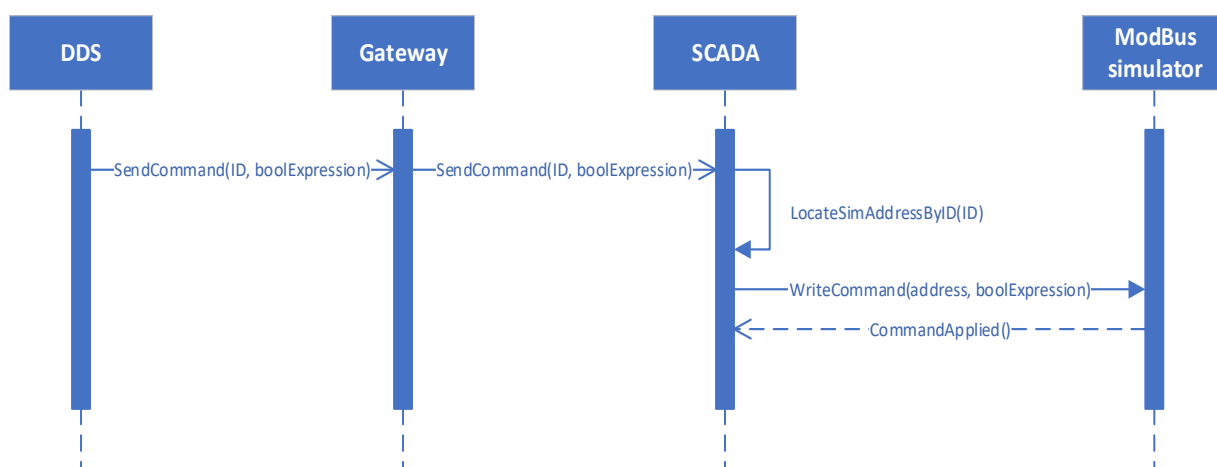 DDS
Gateway
SCADA
ModBus
simulator
SendCommand(ID, boolExpression)
SendCommand(ID, boolExpression)
LocateSimAddressByID(ID)
WriteCommand(address, boolExpression)
CommandApplied()